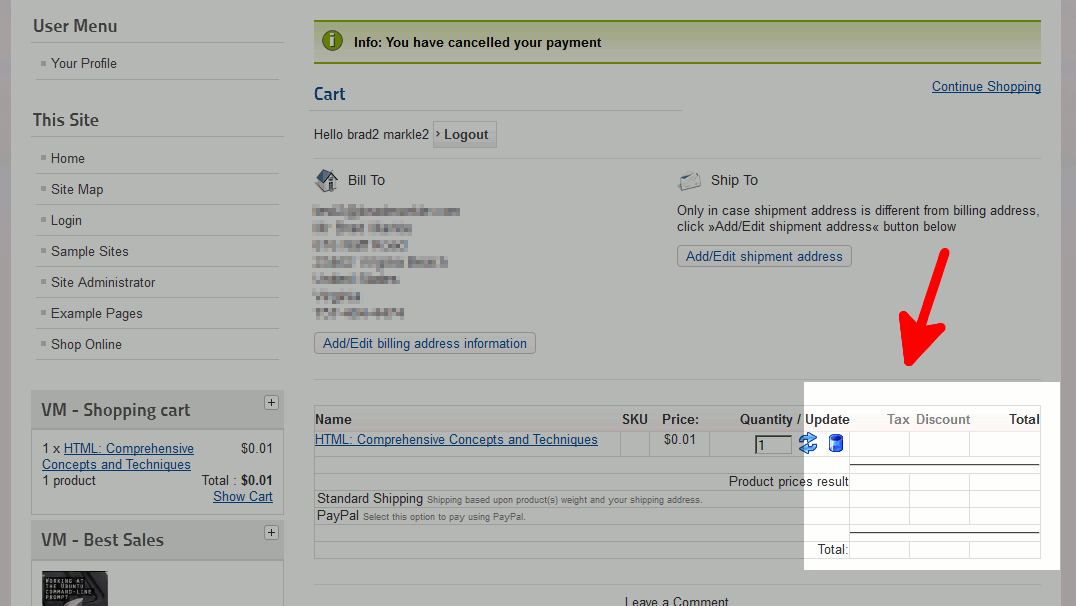 User Menu
Your Profile
This Site
Home
Site Map
Login
Sample Sites
Site Administrator
Example Pages
Shop Online
VM - Shopping cart +
1 x HTML: Comprehensive Concepts and Techniques $0.01
1 product Total : $0.01
Show Cart
VM - Best Sales +
WORKING AT
THE UBUNTU
COMMAND-LINE
PROMPT
Info: You have cancelled your payment
Continue Shopping
Cart
Hello brad2 markle2 › Logout
Bill To
Add/Edit billing address information
Ship To
Only in case shipment address is different from billing address,
click »Add/Edit shipment address« button below
Add/Edit shipment address
Name SKU Price: Quantity / Update Tax Discount Total
HTML: Comprehensive Concepts and Techniques $0.01 1
Product prices result
Standard Shipping Shipping based upon product(s) weight and your shipping address.
PayPal Select this option to pay using PayPal.
Total:
Leave a Comment